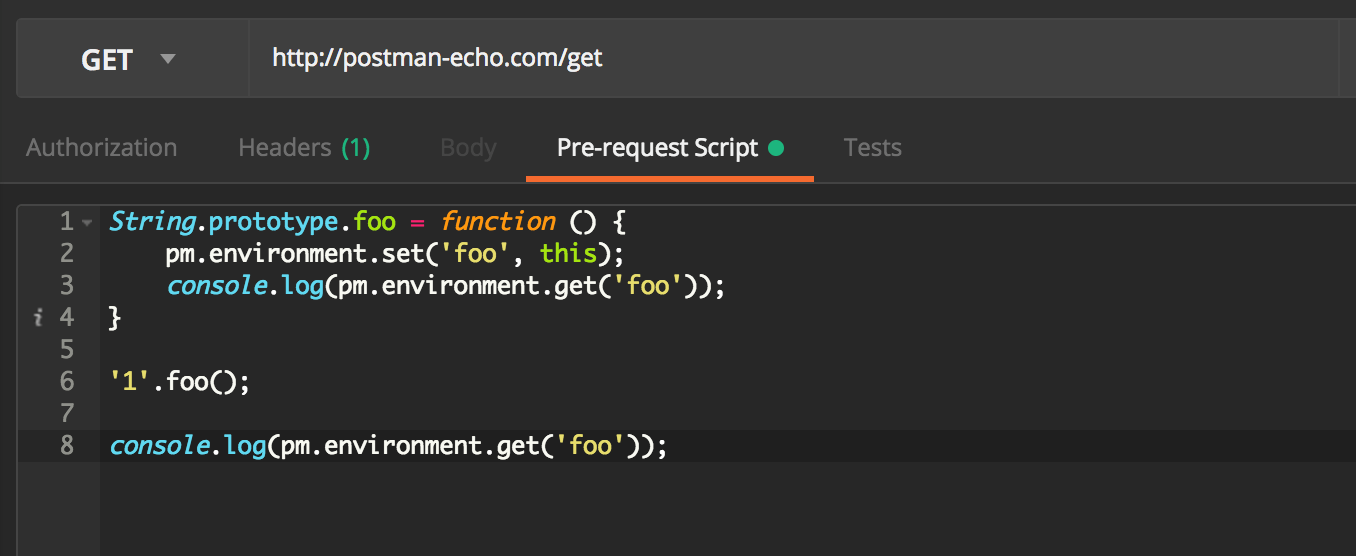 GET http://postman-echo.com/get
Authorization Headers (1) Body Pre-request Script Tests
1 String.prototype.foo = function () {
2 pm.environment.set('foo', this);
3 console.log(pm.environment.get('foo'));
i 4 }
5
6 '1'.foo();
7
8 console.log(pm.environment.get('foo'));